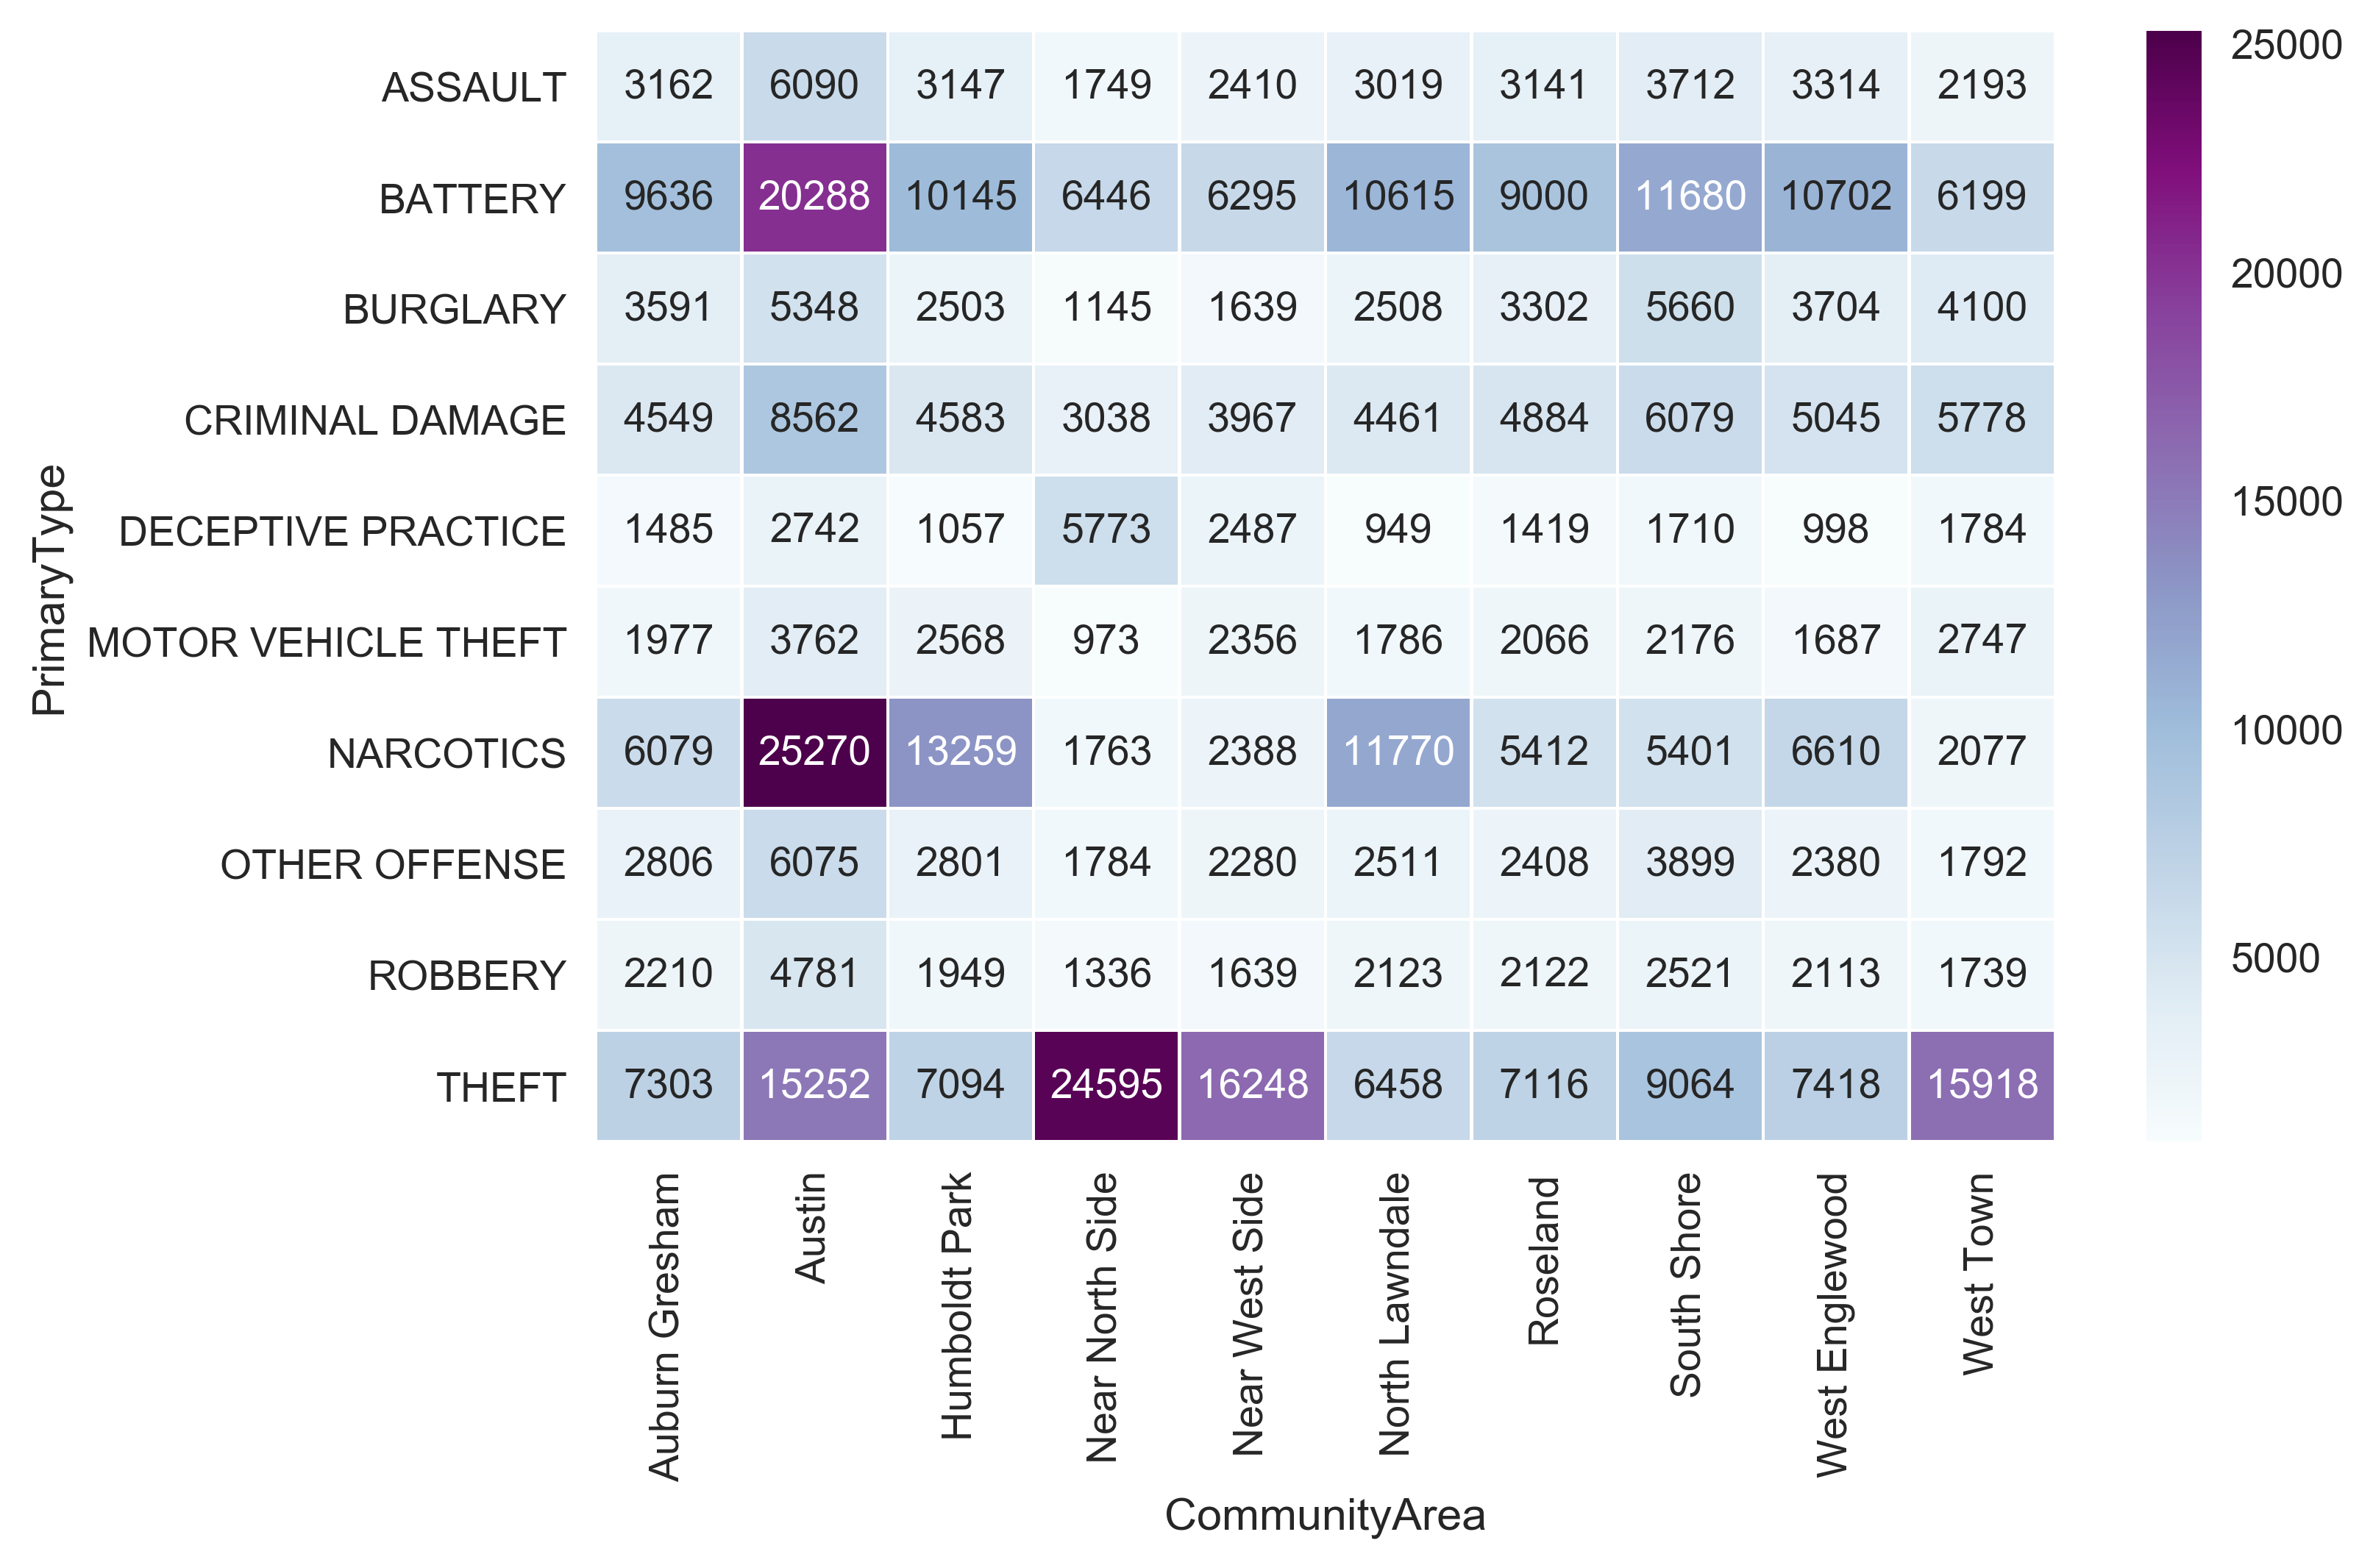 ASSAULT 3162 6090 3147 1749 2410 3019 3141 3712 3314 2193
BATTERY 9636 20288 10145 6446 6295 10615 9000 11680 10702 6199
BURGLARY 3591 5348 2503 1145 1639 2508 3302 5660 3704 4100
CRIMINAL DAMAGE 4549 8562 4583 3038 3967 4461 4884 6079 5045 5778
DECEPTIVE PRACTICE 1485 2742 1057 5773 2487 949 1419 1710 998 1784
MOTOR VEHICLE THEFT 1977 3762 2568 973 2356 1786 2066 2176 1687 2747
NARCOTICS 6079 25270 13259 1763 2388 11770 5412 5401 6610 2077
OTHER OFFENSE 2806 6075 2801 1784 2280 2511 2408 3899 2380 1792
ROBBERY 2210 4781 1949 1336 1639 2123 2122 2521 2113 1739
THEFT 7303 15252 7094 24595 16248 6458 7116 9064 7418 15918
PrimaryType
Auburn Gresham
Austin
Humboldt Park
Near North Side
Near West Side
North Lawndale
Roseland
South Shore
West Englewood
West Town
CommunityArea
25000
20000
15000
10000
5000